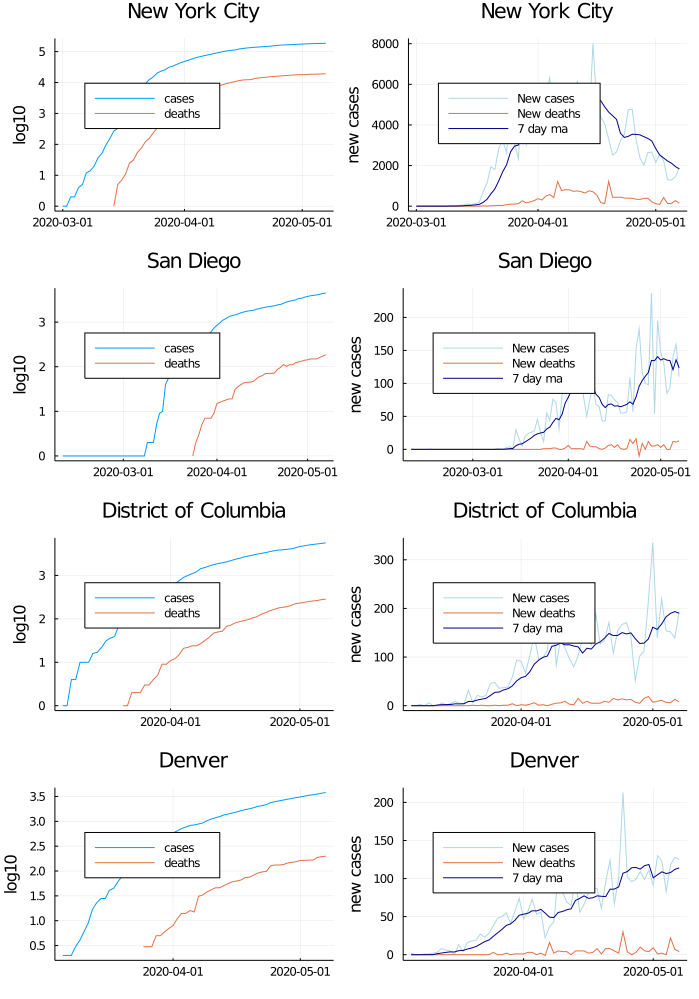 New York City
5
4
3
2
1
0
log10
cases
deaths
2020-03-01
2020-04-01
2020-05-01
New York City
8000
6000
4000
2000
0
new cases
New cases
New deaths
7 day ma
2020-03-01
2020-04-01
2020-05-01
San Diego
3
2
1
0
log10
cases
deaths
2020-03-01
2020-04-01
2020-05-01
San Diego
200
150
100
50
0
new cases
New cases
New deaths
7 day ma
2020-03-01
2020-04-01
2020-05-01
District of Columbia
3
2
1
0
log10
cases
deaths
2020-04-01
2020-05-01
District of Columbia
300
200
100
0
new cases
New cases
New deaths
7 day ma
2020-04-01
2020-05-01
Denver
3.5
3.0
2.5
2.0
1.5
1.0
0.5
log10
cases
deaths
2020-04-01
2020-05-01
Denver
200
150
100
50
0
new cases
New cases
New deaths
7 day ma
2020-04-01
2020-05-01